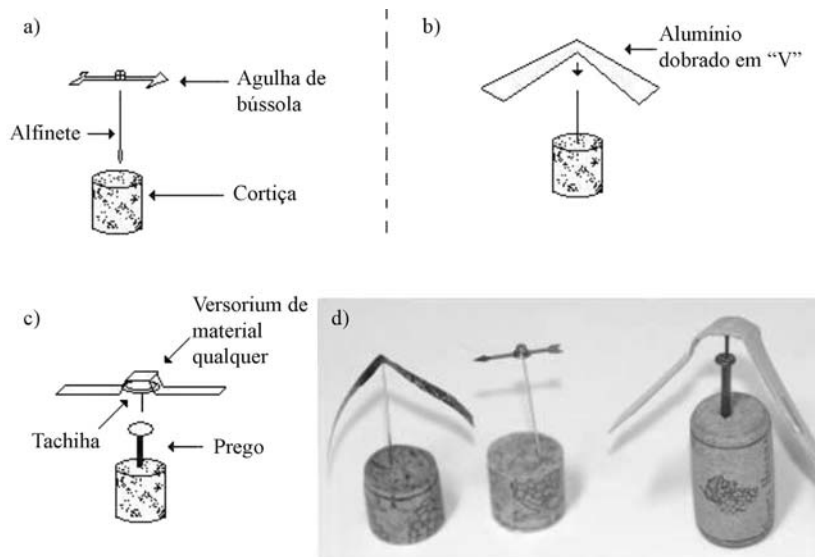 a)
Agulha de
bússola
Alfinete
Cortiça
b)
Alumínio
dobrado em “V”
c)
Versorium de
material
qualquer
Tachiha
Prego
d)